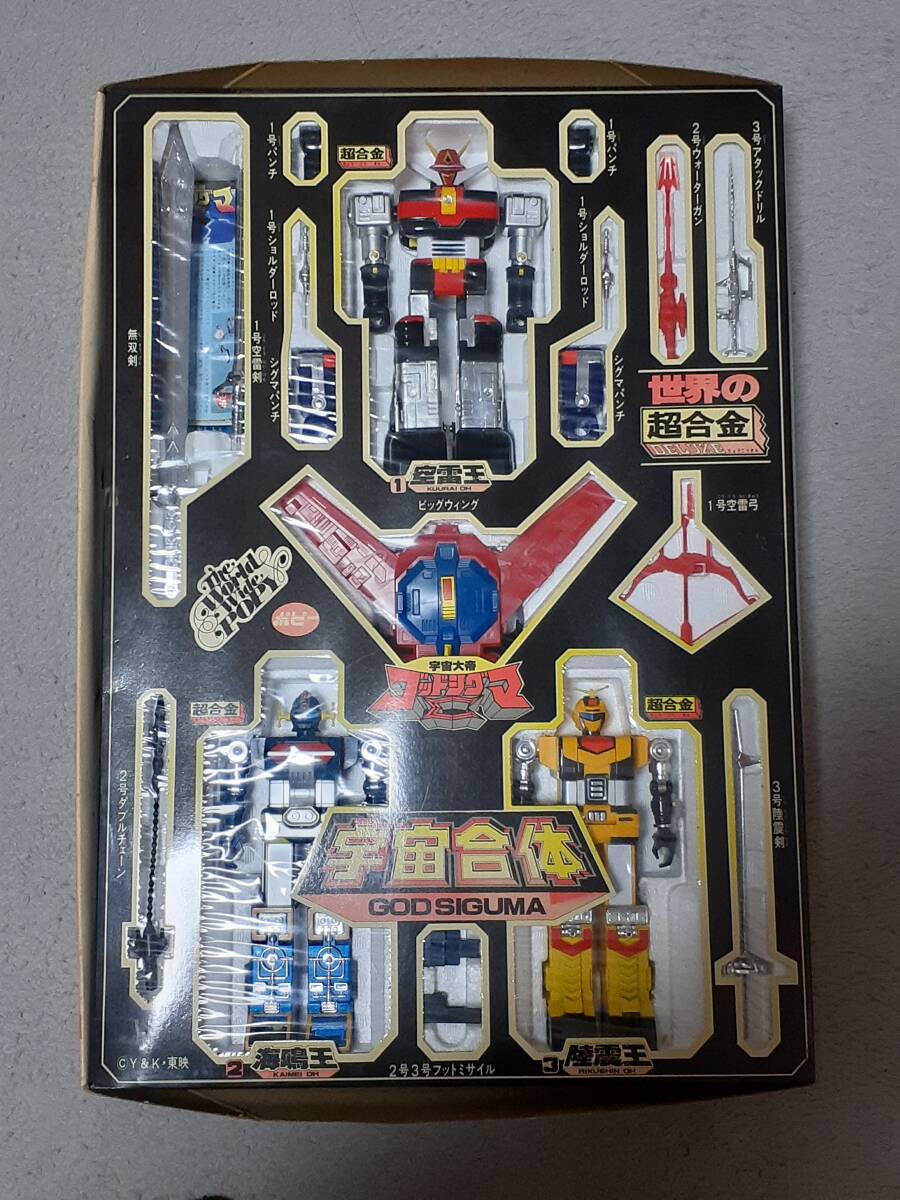 1号パンチ
超合金
1号パンチ
2号ウォーターガン
3号アタックドリル
1号ショルダーロッド
1号ショルダーロッド
無双剣
1号空雷剣
シグマパンチ
シグマパンチ
世界の
超合金
DELUXE
1 空雷王
KUURAI OH
ビッグウィング
1号空雷弓
The
World
Wide
POPY
ポピー
宇宙大帝
ゴッドシグマ
超合金
超合金
2号ダブルチェーン
3号陸震剣
宇宙合体
GODSIGUMA
2 海鳴王
KAIMEI OH
2号3号フットミサイル
3 陸震王
RIKUSHIN OH
©Y&K・東映